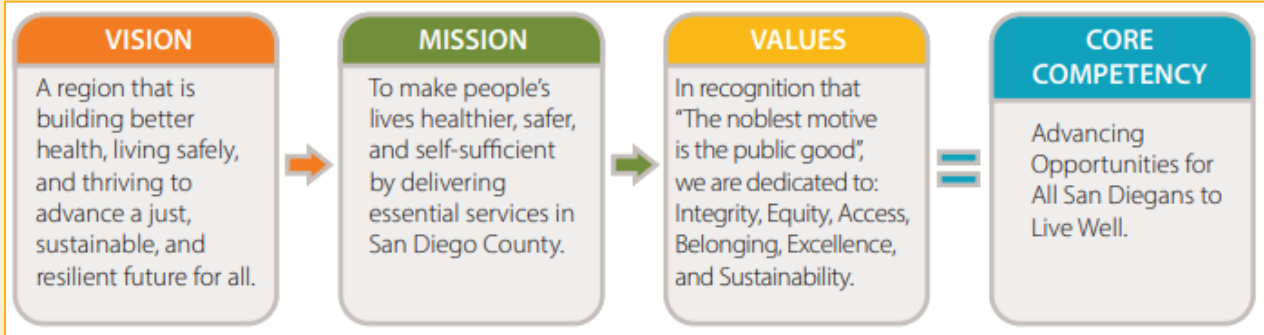 VISION
A region that is
building better
health, living safely,
and thriving to
advance a just,
sustainable, and
resilient future for all.
MISSION
To make people’s
lives healthier, safer,
and self-sufficient
by delivering
essential services in
San Diego County.
VALUES
In recognition that
“The noblest motive
is the public good”,
we are dedicated to:
Integrity, Equity, Access,
Belonging, Excellence,
and Sustainability.
CORE
COMPETENCY
Advancing
Opportunities for
All San Diegans to
Live Well.